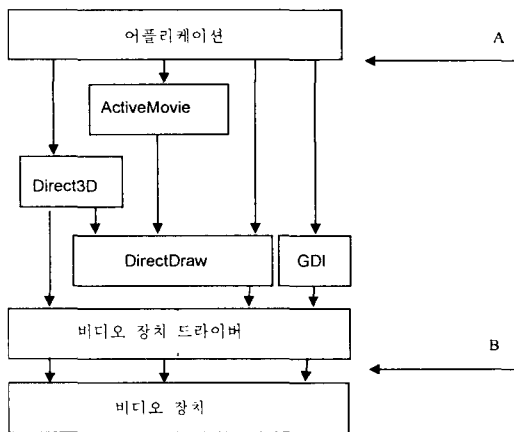 어플리케이션
A
ActiveMovie
Direct3D
DirectDraw
GDI
비디오 장치 드라이버
B
비디오 장치